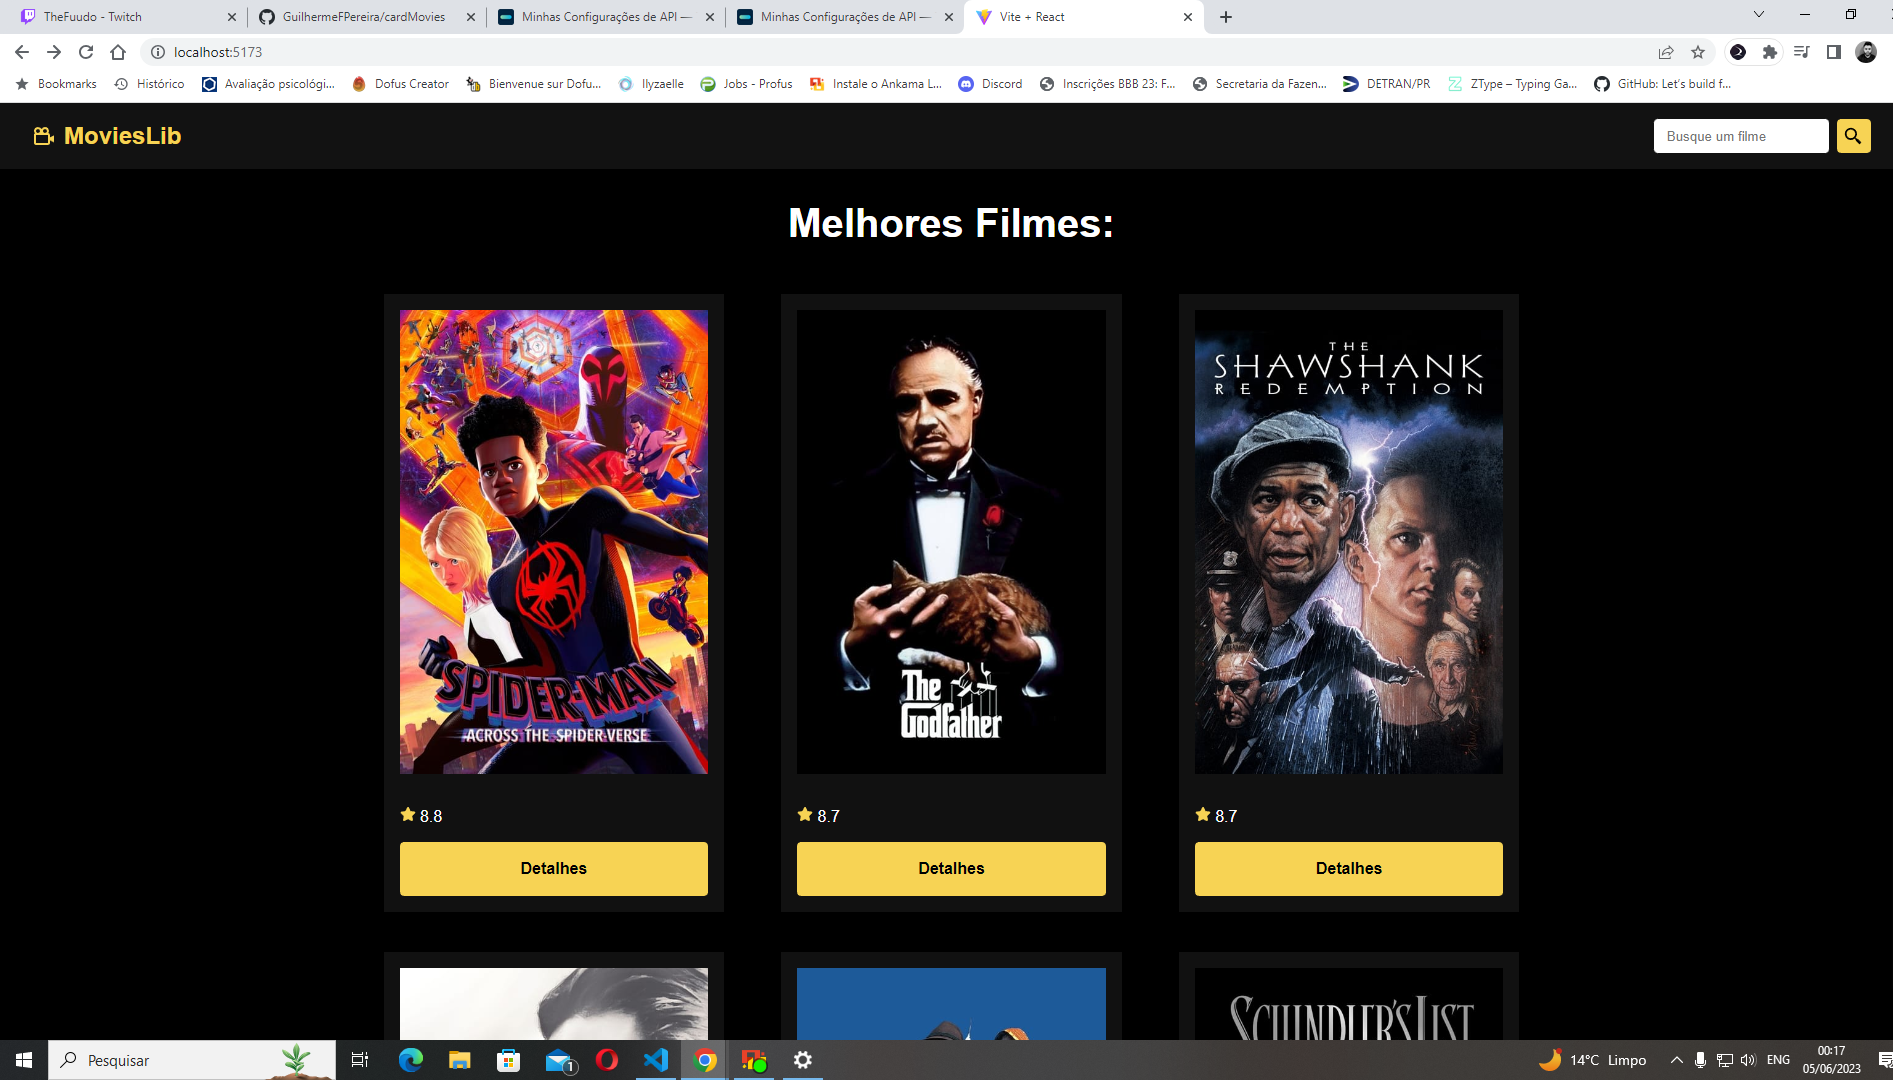 TheFuudo - Twitch
GuilhermeFPereira/cardMovies
Minhas Configurações de API —
Minhas Configurações de API —
Vite + React
localhost:5173
Bookmarks
Histórico
Avaliação psicológi...
Dofus Creator
Bienvenue sur Dofu...
Ilyzaelle
Jobs - Profus
Instale o Ankama L...
Discord
Inscrições BBB 23: F...
Secretaria da Fazen...
DETRAN/PR
ZType – Typing Ga...
GitHub: Let's build f...
MoviesLib
Busque um filme
Melhores Filmes:
SPIDER-MAN
ACROSS THE SPIDER-VERSE
The
Godfather
THE
SHAWSHANK
REDEMPTION
8.8
8.7
8.7
Detalhes
Detalhes
Detalhes
SCHINDLER'S LIST
Pesquisar
1
14°C Limpo
ENG
00:17
05/06/2023